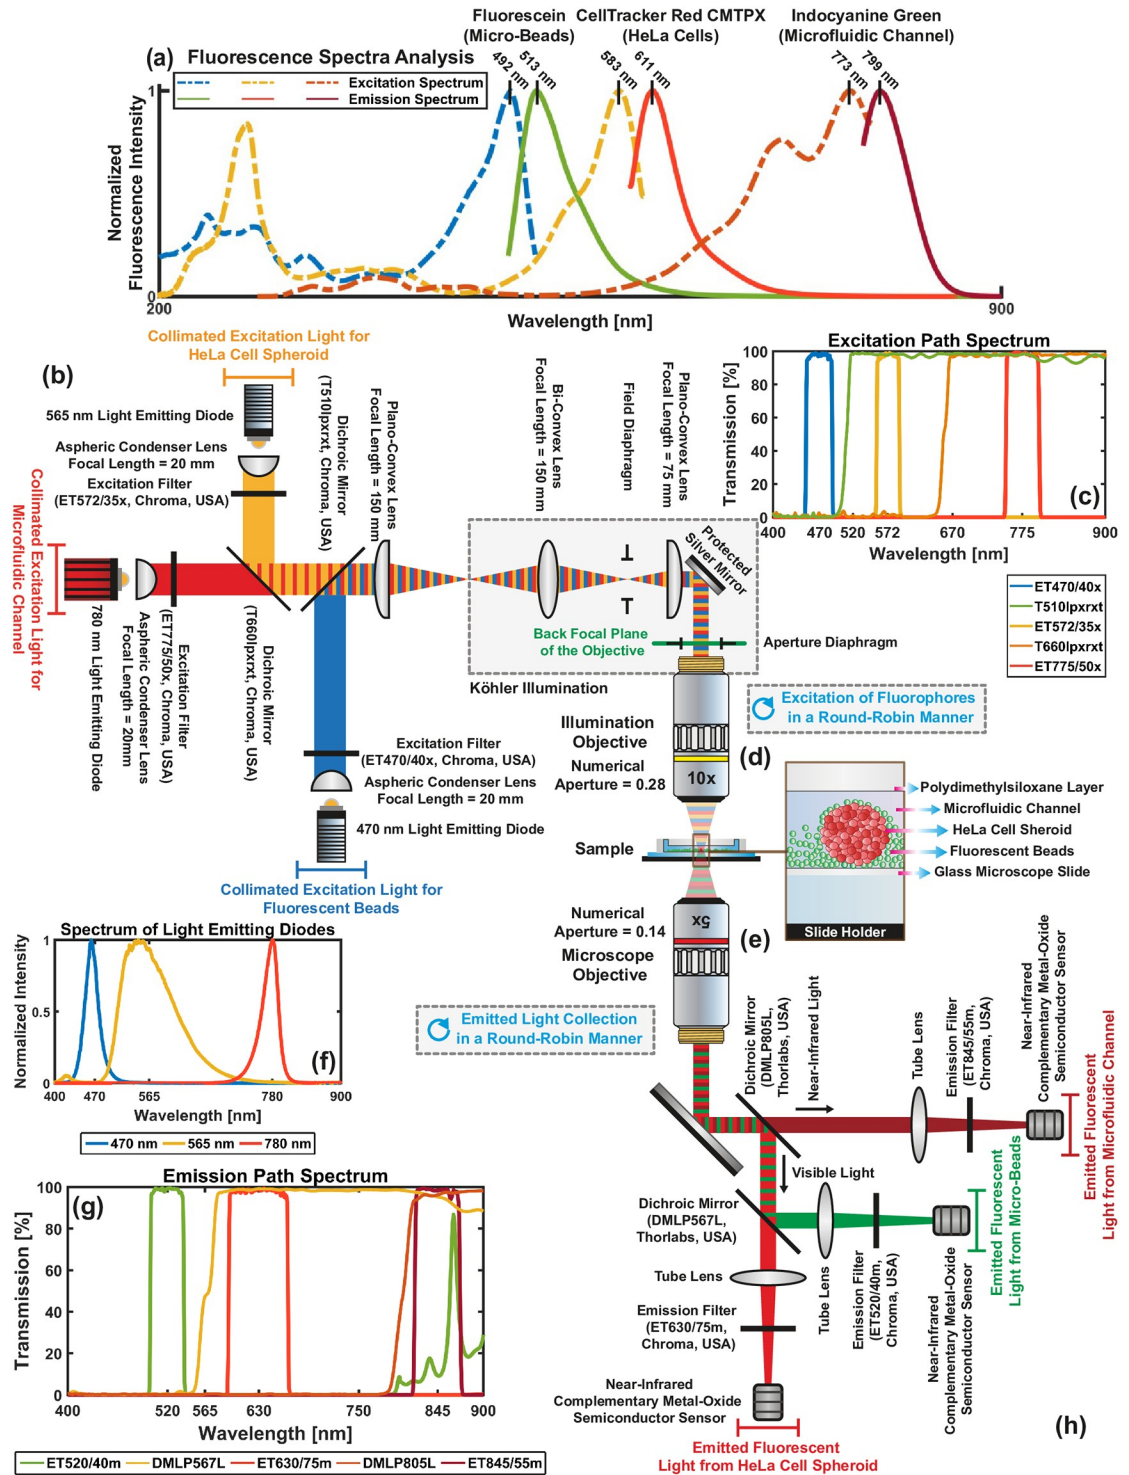 Fluorescein
(Micro-Beads)
CellTracker Red CMTPX
(HeLa Cells)
Indocyanine Green
(Microfluidic Channel)
(a) Fluorescence Spectra Analysis
Excitation Spectrum
Emission Spectrum
492 nm
513 nm
583 nm
611 nm
773 nm
799 nm
Normalized
Fluorescence Intensity
1
0
200
900
Wavelength [nm]
(b)
Collimated Excitation Light for
HeLa Cell Spheroid
565 nm Light Emitting Diode
Aspheric Condenser Lens
Focal Length = 20 mm
Excitation Filter
(ET572/35x, Chroma, USA)
Collimated Excitation Light for
Microfluidic Channel
780 nm Light Emitting Diode
Aspheric Condenser Lens
Focal Length = 20mm
Excitation Filter
(ET775/50x, Chroma, USA)
Dichroic Mirror
(T660lpxrxt, Chroma, USA)
Dichroic Mirror
(T510lpxrxt, Chroma, USA)
Plano-Convex Lens
Focal Length = 150 mm
Bi-Convex Lens
Focal Length = 150 mm
Field Diaphragm
Plano-Convex Lens
Focal Length = 75 mm
Protected
Silver Mirror
Back Focal Plane
of the Objective
Aperture Diaphragm
Köhler Illumination
Excitation Filter
(ET470/40x, Chroma, USA)
Aspheric Condenser Lens
Focal Length = 20 mm
470 nm Light Emitting Diode
Collimated Excitation Light for
Fluorescent Beads
Excitation Path Spectrum
Transmission [%]
100
80
60
40
20
0
400
470
520
572
670
775
900
Wavelength [nm]
(c)
ET470/40x
T510lpxrxt
ET572/35x
T660lpxrxt
ET775/50x
Excitation of Fluorophores
in a Round-Robin Manner
Illumination
Objective
Numerical
Aperture = 0.28
10x
(d)
Sample
Polydimethylsiloxane Layer
Microfluidic Channel
HeLa Cell Sheroid
Fluorescent Beads
Glass Microscope Slide
Slide Holder
Numerical
Aperture = 0.14
5x
Microscope
Objective
(e)
Emitted Light Collection
in a Round-Robin Manner
Spectrum of Light Emitting Diodes
Normalized Intensity
1
0.5
0
400
470
565
780
900
Wavelength [nm]
(f)
470 nm
565 nm
780 nm
Emission Path Spectrum
(g)
Transmission [%]
100
80
60
40
20
0
400
520
565
630
750
845
900
Wavelength [nm]
ET520/40m
DMLP567L
ET630/75m
DMLP805L
ET845/55m
Dichroic Mirror
(DMLP805L,
Thorlabs, USA)
Near-Infrared Light
Tube Lens
Emission Filter
(ET845/55m,
Chroma, USA)
Near-Infrared
Complementary Metal-Oxide
Semiconductor Sensor
Emitted Fluorescent
Light from Microfluidic Channel
Visible Light
Dichroic Mirror
(DMLP567L,
Thorlabs, USA)
Tube Lens
Emission Filter
(ET520/40m,
Chroma, USA)
Near-Infrared
Complementary Metal-Oxide
Semiconductor Sensor
Emitted Fluorescent
Light from Micro-Beads
Tube Lens
Emission Filter
(ET630/75m,
Chroma, USA)
Near-Infrared
Complementary Metal-Oxide
Semiconductor Sensor
Emitted Fluorescent
Light from HeLa Cell Spheroid
(h)